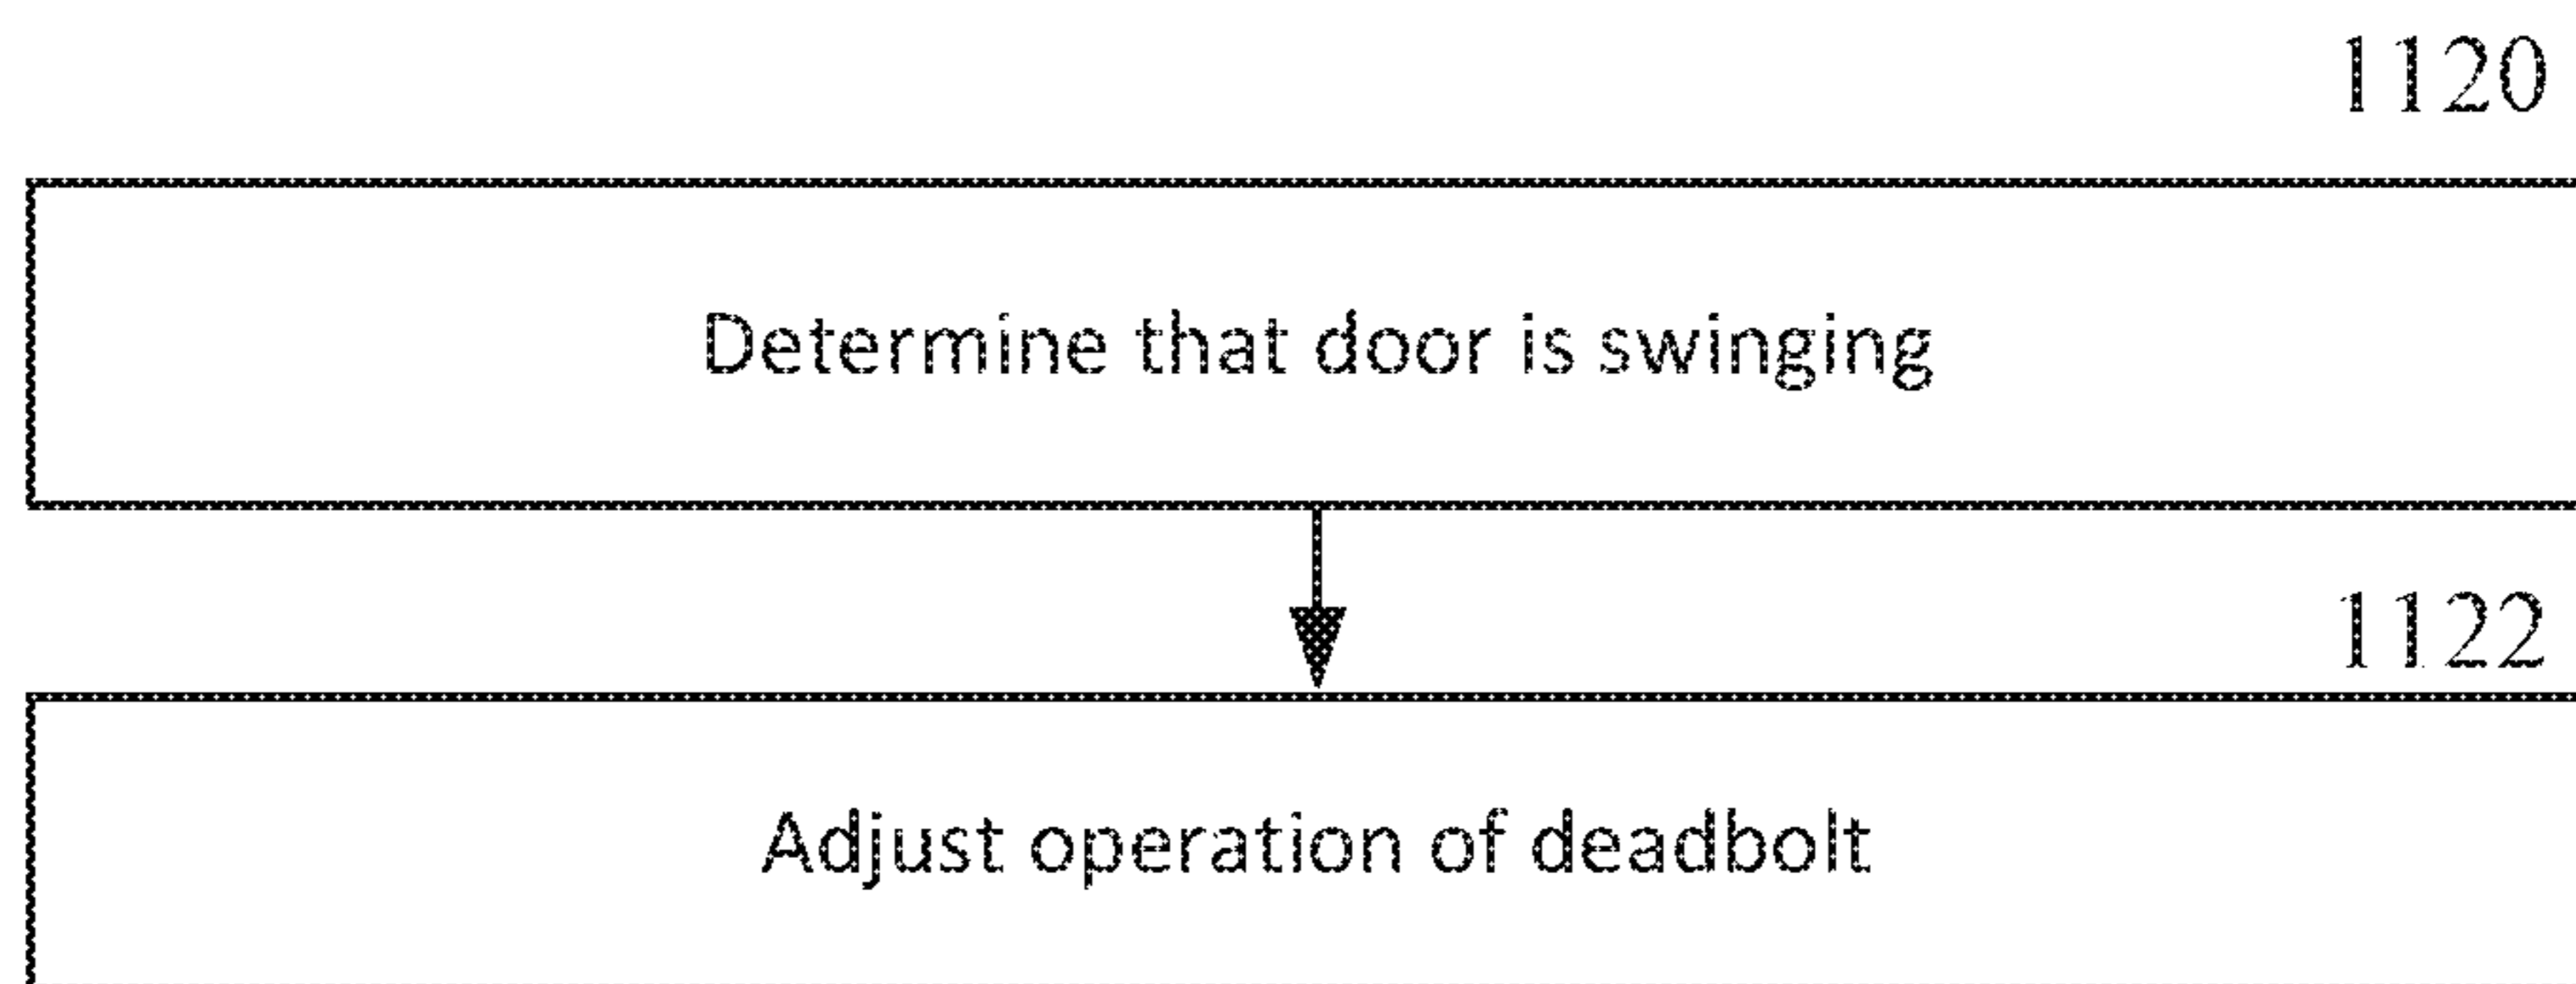 1120
Determine that door is swinging
1122
Adjust operation of deadbolt